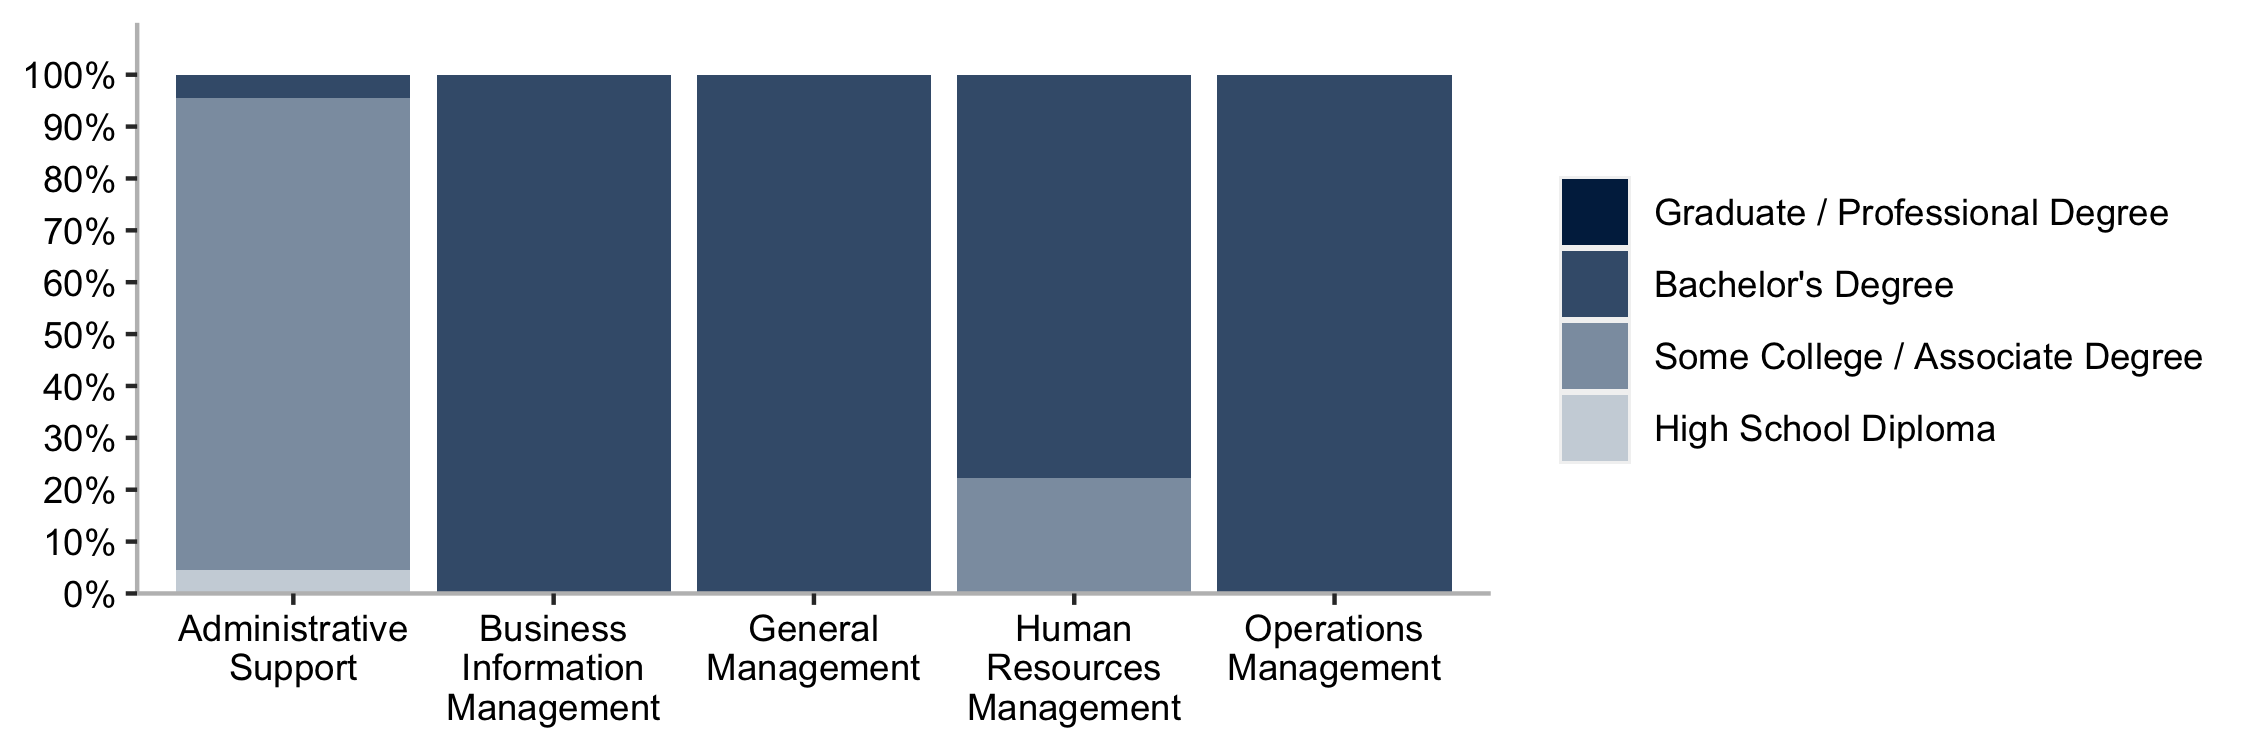 100%
90%
80%
70%
60%
50%
40%
30%
20%
10%
0%
Administrative
Support
Business
Information
Management
General
Management
Human
Resources
Management
Operations
Management
Graduate / Professional Degree
Bachelor's Degree
Some College / Associate Degree
High School Diploma